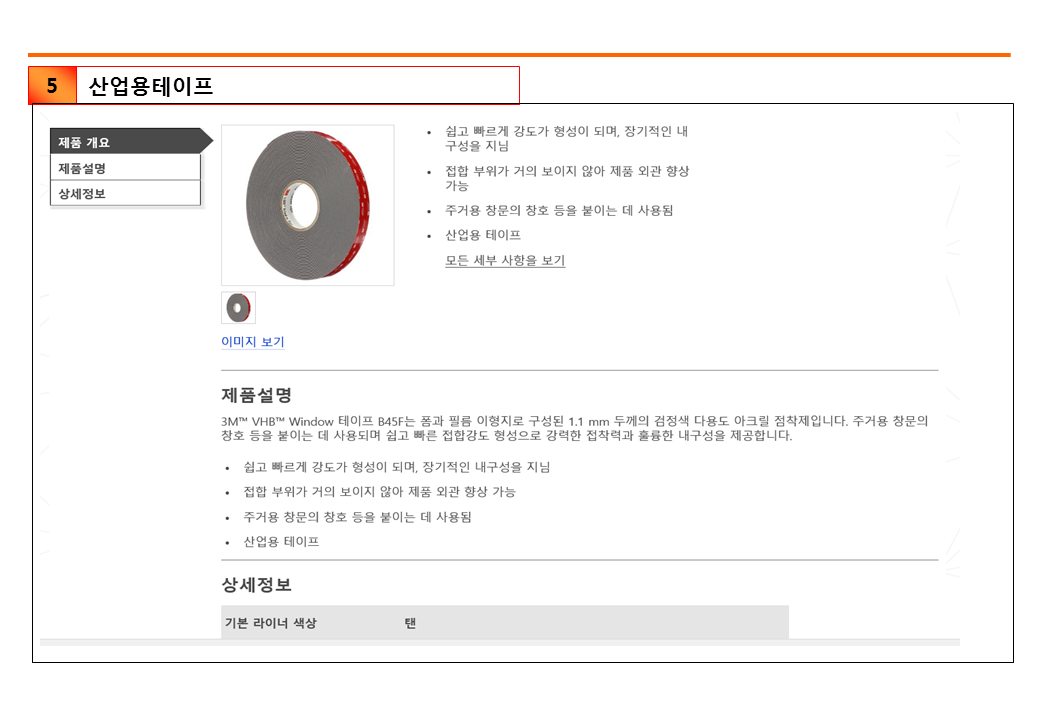 5 산업용테이프
제품 개요
제품설명
상세정보
• 쉽고 빠르게 강도가 형성이 되며, 장기적인 내
구성을 지님
• 접합 부위가 거의 보이지 않아 제품 외관 향상
가능
• 주거용 창문의 창호 등을 붙이는 데 사용됨
• 산업용 테이프
모든 세부 사항을 보기
이미지 보기
제품설명
3M™ VHB™ Window 테이프 B45F는 폼과 필름 이형지로 구성된 1.1 mm 두께의 검정색 다용도 아크릴 점착제입니다. 주거용 창문의
창호 등을 붙이는 데 사용되며 쉽고 빠른 접합강도 형성으로 강력한 접착력과 훌륭한 내구성을 제공합니다.
• 쉽고 빠르게 강도가 형성이 되며, 장기적인 내구성을 지님
• 접합 부위가 거의 보이지 않아 제품 외관 향상 가능
• 주거용 창문의 창호 등을 붙이는 데 사용됨
• 산업용 테이프
상세정보
기본 라이너 색상 탠